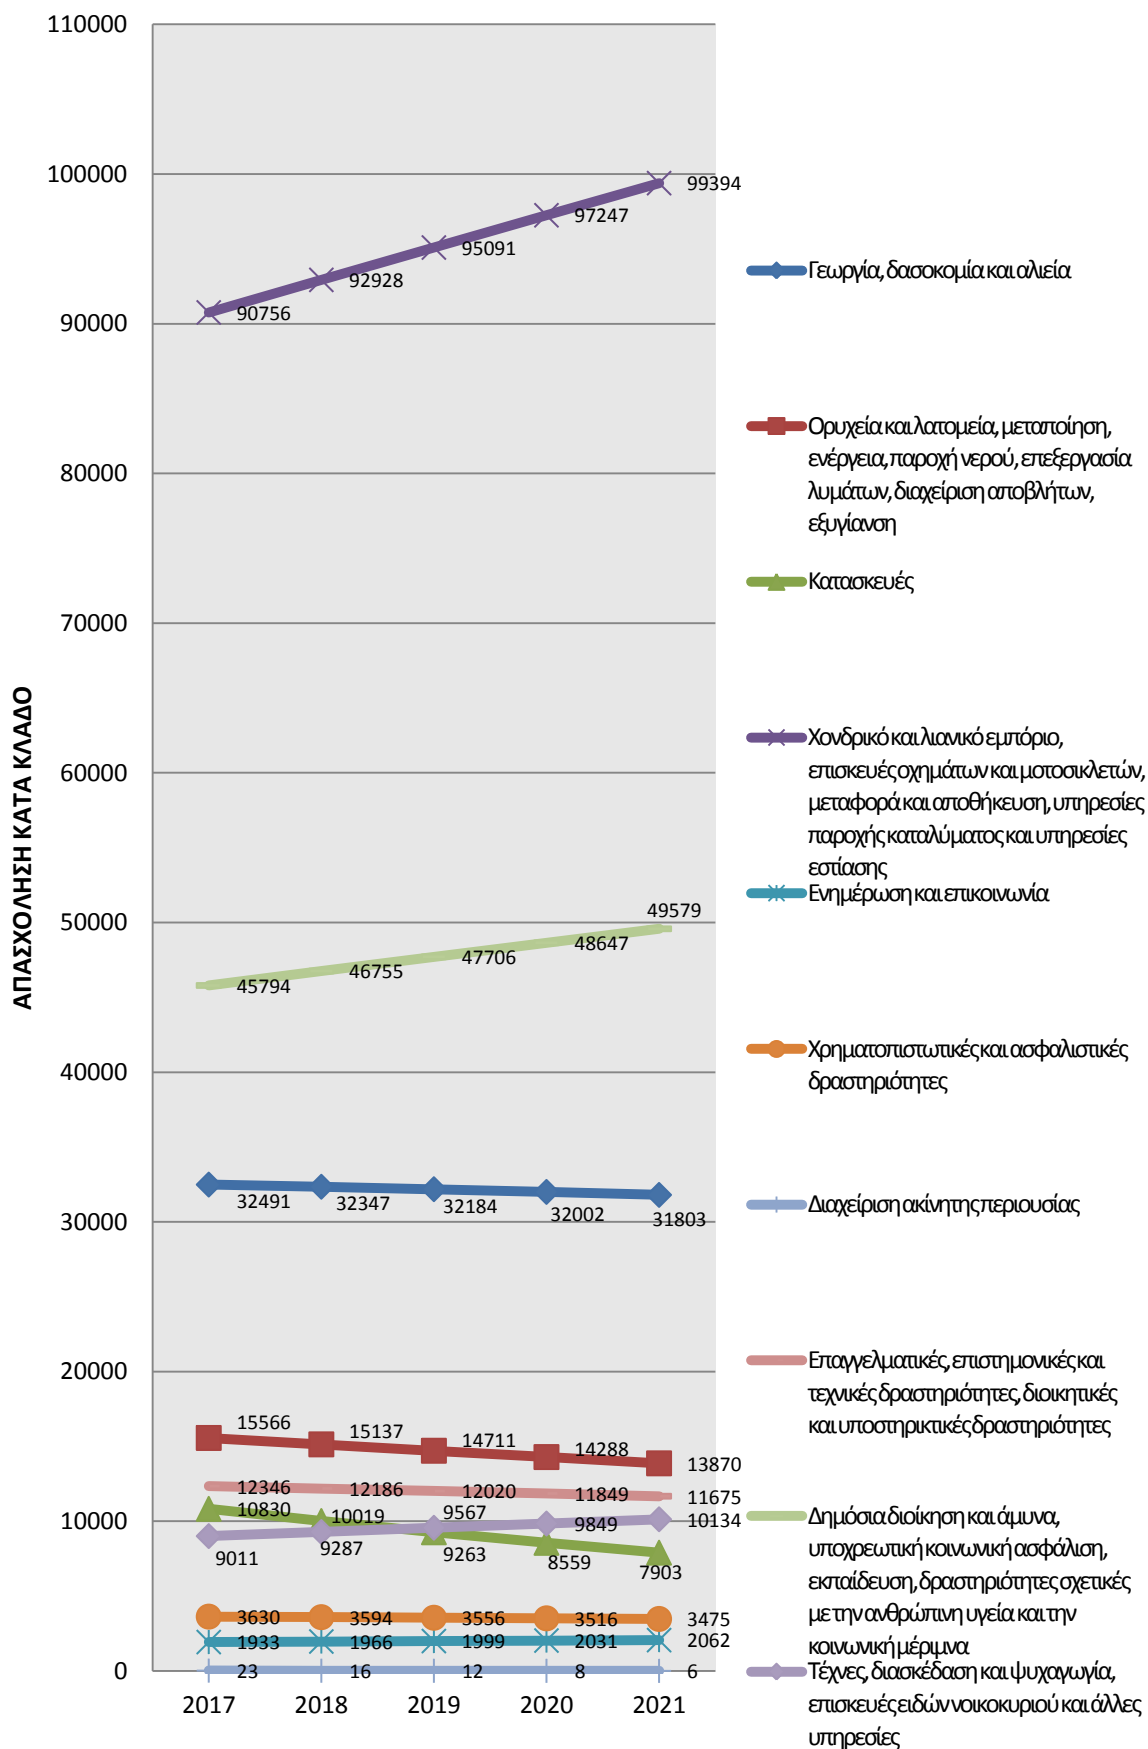 110000
100000
90000
80000
70000
60000
50000
40000
30000
20000
10000
0
ΑΠΑΣΧΟΛΗΣΗ ΚΑΤΑ ΚΛΑΔΟ
90756
92928
95091
97247
99394
45794
46755
47706
48647
49579
32491
32347
32184
32002
31803
15566
15137
14711
14288
13870
12346
12186
12020
11849
11675
10830
10019
9263
8559
7903
9011
9287
9567
9849
10134
3630
3594
3556
3516
3475
1933
1966
1999
2031
2062
23
16
12
8
6
2017
2018
2019
2020
2021
Γεωργία, δασοκομία και αλιεία
Ορυχεία και λατομεία, μεταποίηση,
ενέργεια, παροχή νερού, επεξεργασία
λυμάτων, διαχείριση αποβλήτων,
εξυγίανση
Κατασκευές
Χονδρικό και λιανικό εμπόριο,
επισκευές οχημάτων και μοτοσικλετών,
μεταφορά και αποθήκευση, υπηρεσίες
παροχής καταλύματος και υπηρεσίες
εστίασης
Ενημέρωση και επικοινωνία
Χρηματοπιστωτικές και ασφαλιστικές
δραστηριότητες
Διαχείριση ακίνητης περιουσίας
Επαγγελματικές, επιστημονικές και
τεχνικές δραστηριότητες, διοικητικές
και υποστηρικτικές δραστηριότητες
Δημόσια διοίκηση και άμυνα,
υποχρεωτική κοινωνική ασφάλιση,
εκπαίδευση, δραστηριότητες σχετικές
με την ανθρώπινη υγεία και την
κοινωνική μέριμνα
Τέχνες, διασκέδαση και ψυχαγωγία,
επισκευές ειδών νοικοκυριού και άλλες
υπηρεσίες